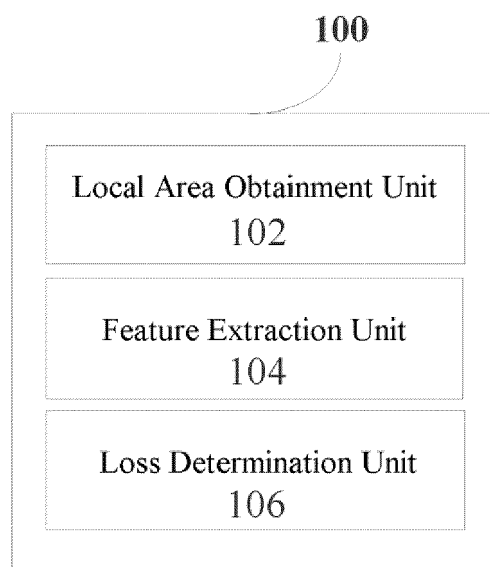 100
Local Area Obtainment Unit
102
Feature Extraction Unit
104
Loss Determination Unit
106